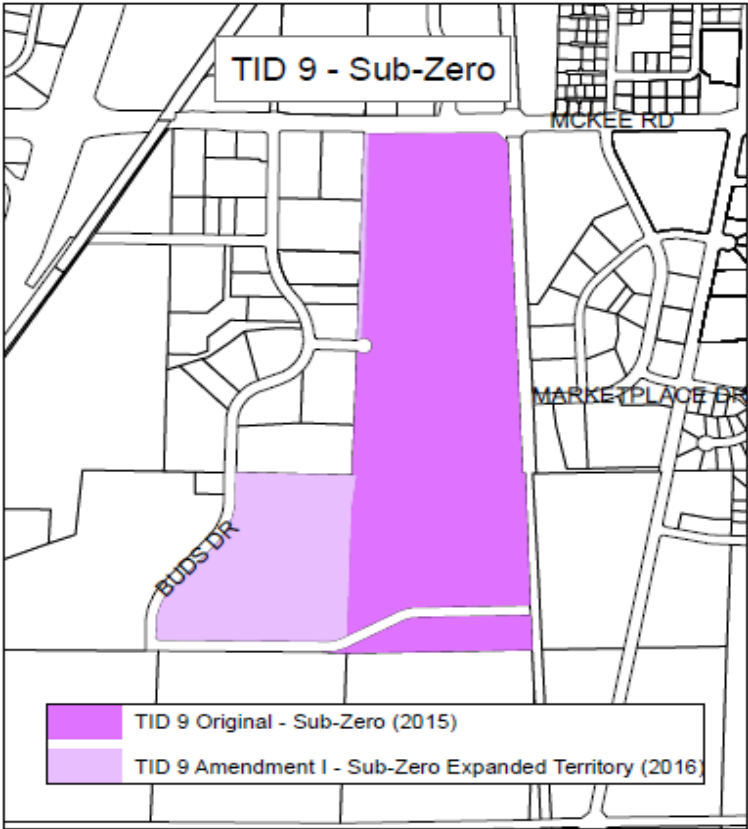 TID 9 - Sub-Zero
MCKEE RD
MARKETPLACE DR
BUDS DR
TID 9 Original - Sub-Zero (2015)
TID 9 Amendment I - Sub-Zero Expanded Territory (2016)